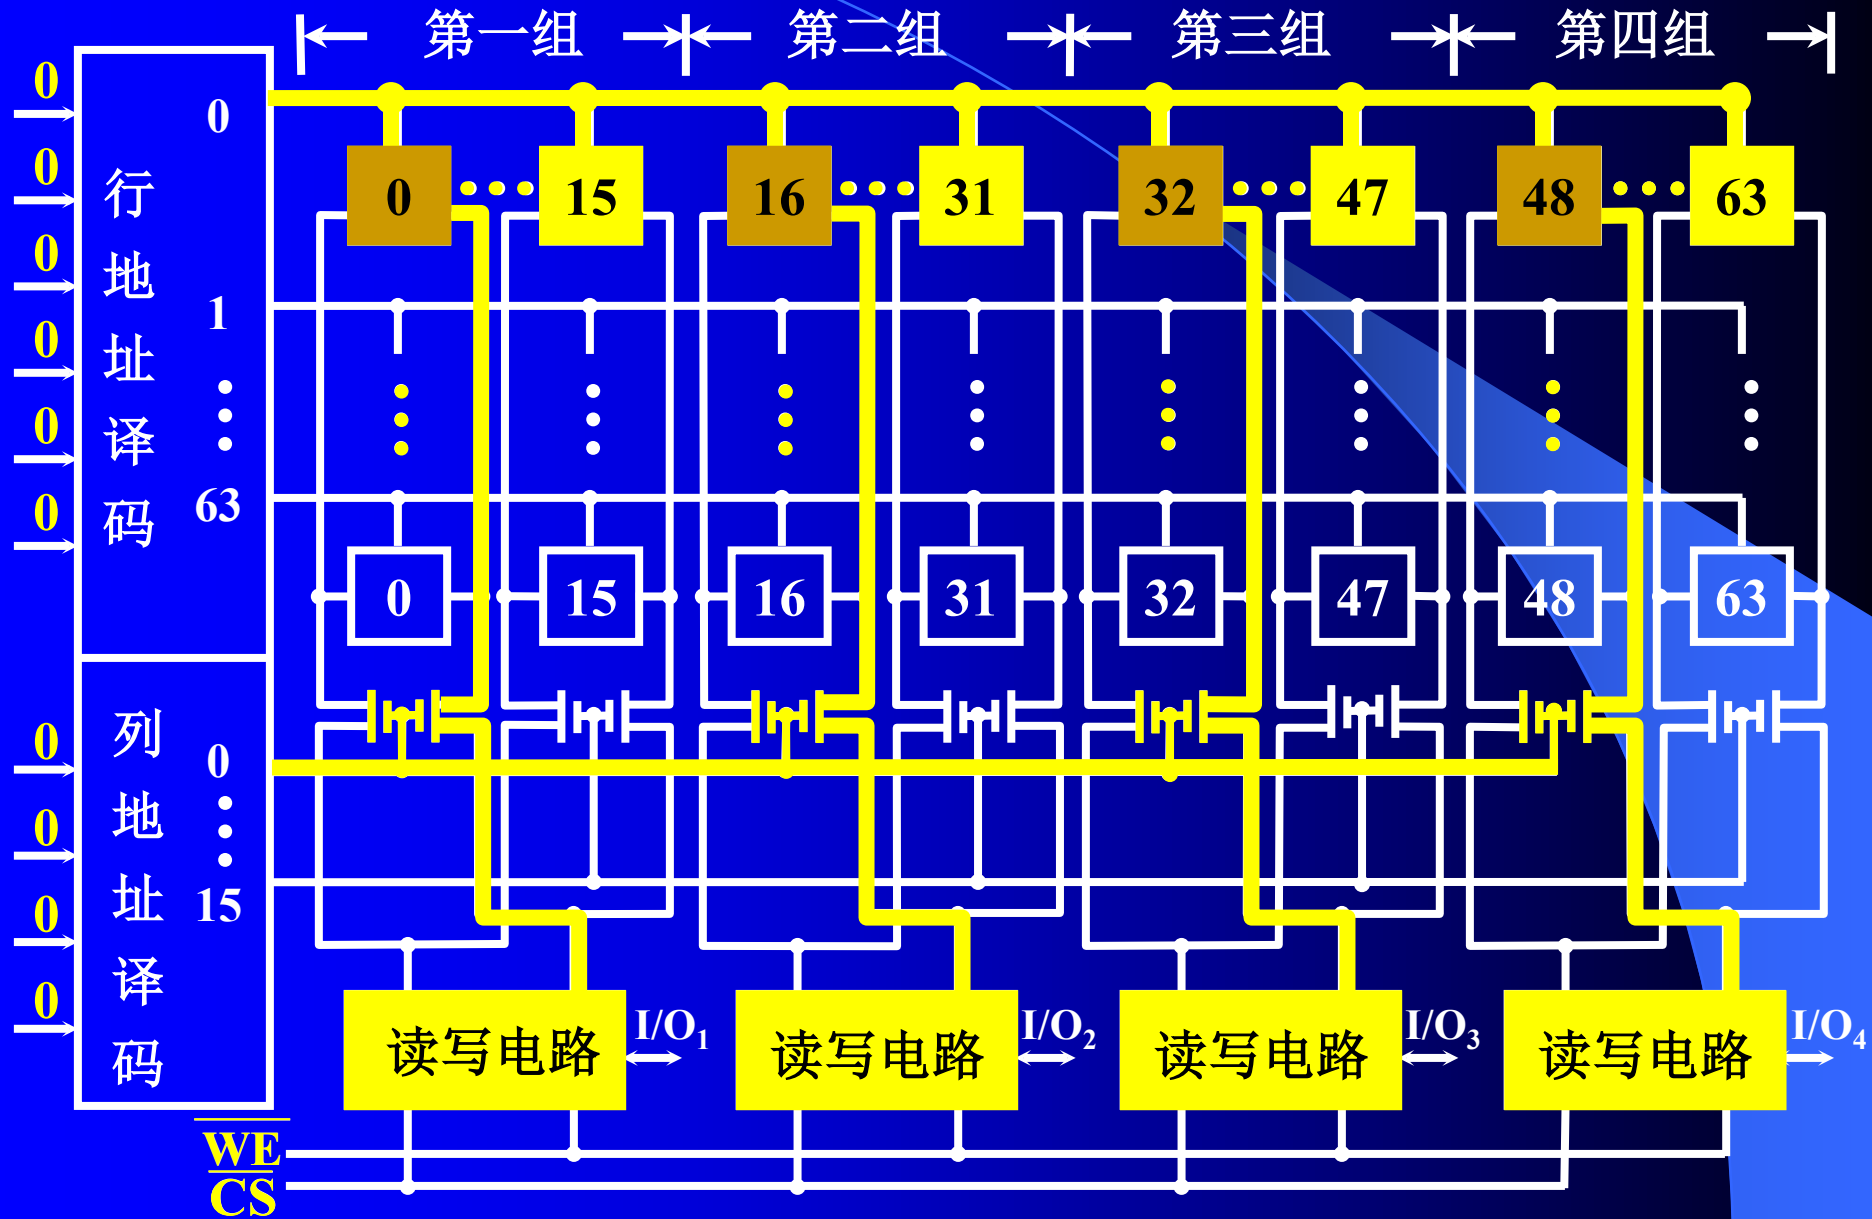 第一组 第二组 第三组 第四组
0 0 0 0 0 0
行地址译码
0
1
63
0 15 16 31 32 47 48 63
0 15 16 31 32 47 48 63
0 0 0 0
列地址译码
0
15
读写电路 I/O₁ 读写电路 I/O₂ 读写电路 I/O₃ 读写电路 I/O₄
W̅E̅
C̅S̅